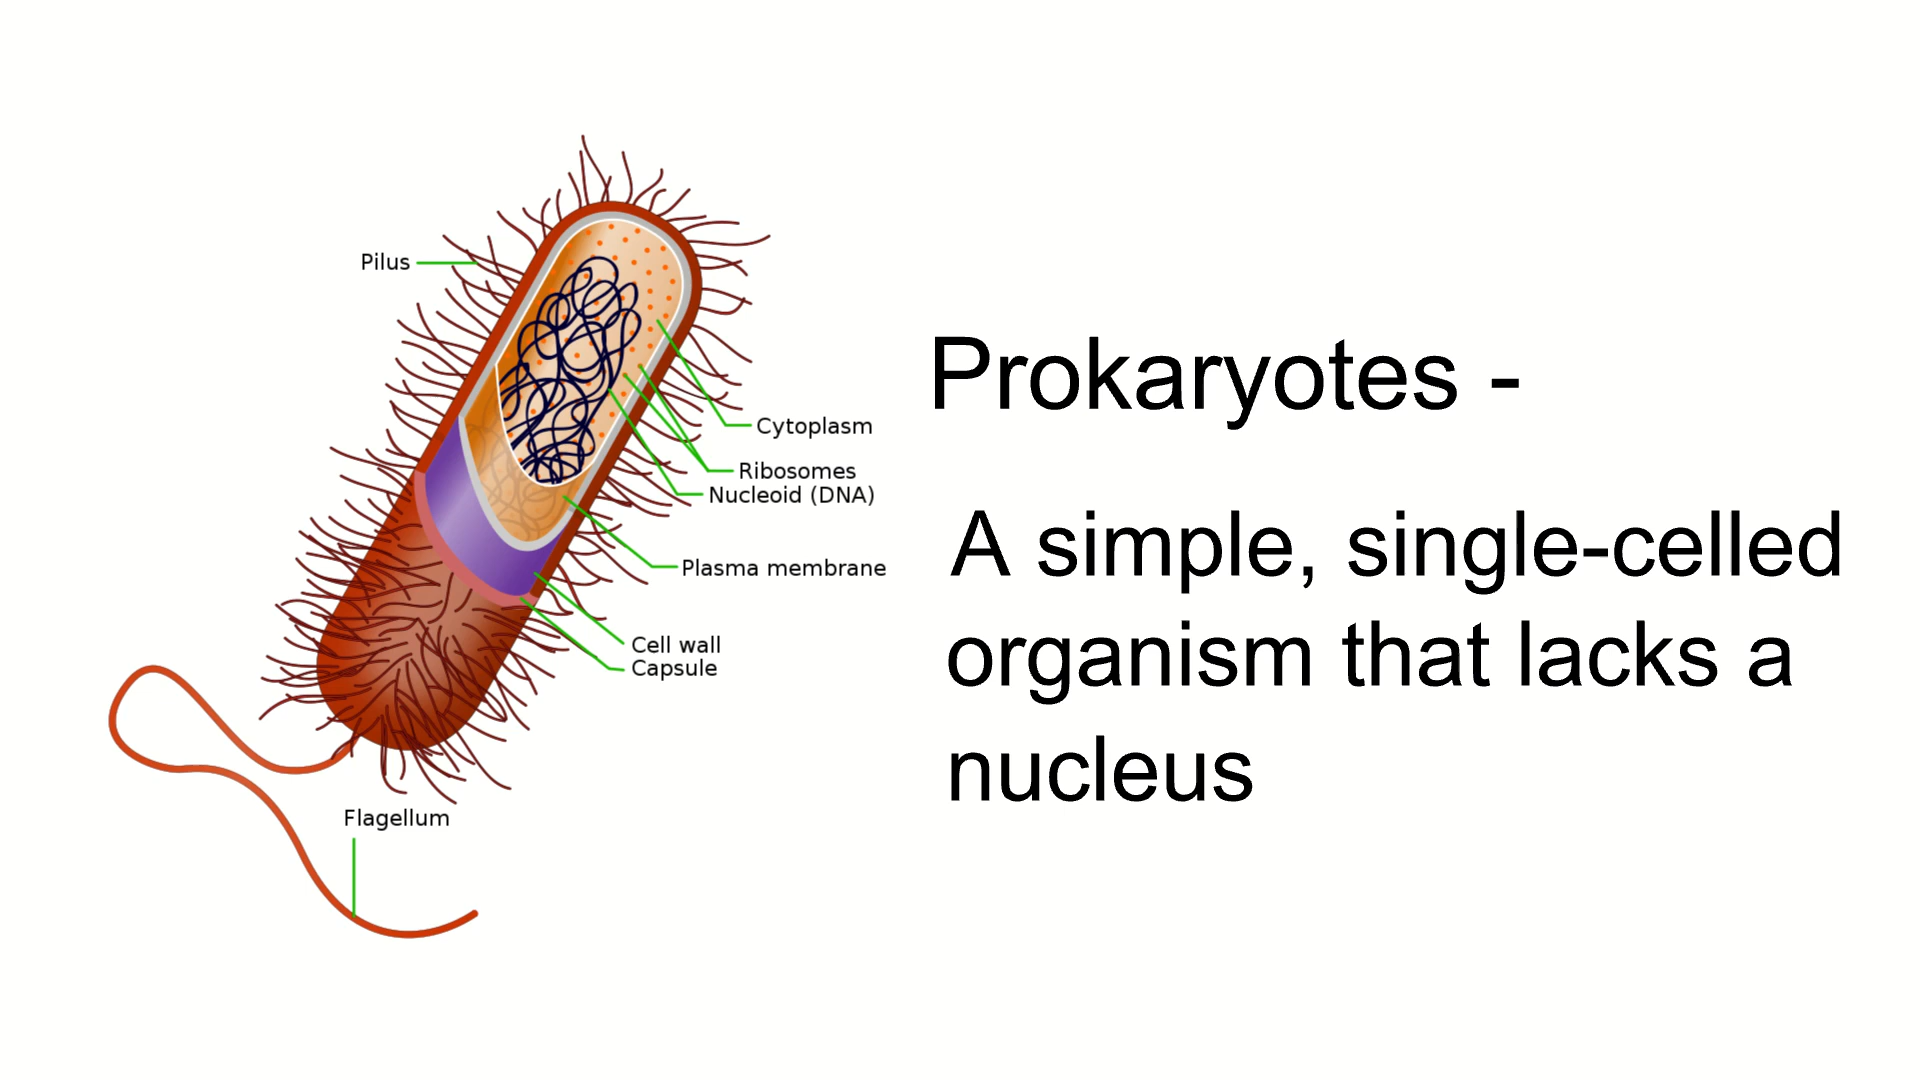 Pilus
Cytoplasm
Ribosomes
Nucleoid (DNA)
Plasma membrane
Cell wall
Capsule
Flagellum
Prokaryotes -
A simple, single-celled
organism that lacks a
nucleus